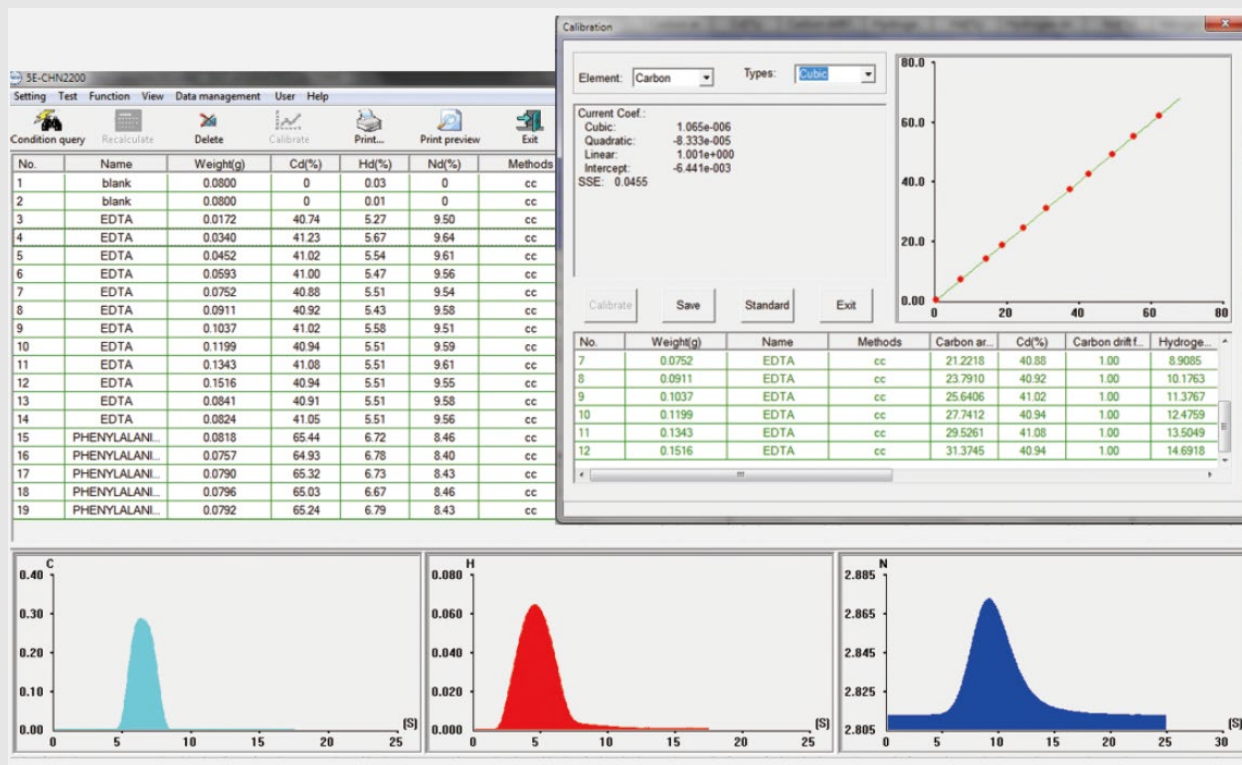 5E-CHN2200
Setting Test Function View Data management User Help
Condition query Recalculate Delete Calibrate Print... Print preview Exit
No. Name Weight(g) Cd(%) Hd(%) Nd(%) Methods
1 blank 0.0800 0 0.03 0 cc
2 blank 0.0800 0 0.01 0 cc
3 EDTA 0.0172 40.74 5.27 9.50 cc
4 EDTA 0.0340 41.23 5.67 9.64 cc
5 EDTA 0.0452 41.02 5.54 9.61 cc
6 EDTA 0.0593 41.00 5.47 9.56 cc
7 EDTA 0.0752 40.88 5.51 9.54 cc
8 EDTA 0.0911 40.92 5.43 9.58 cc
9 EDTA 0.1037 41.02 5.58 9.51 cc
10 EDTA 0.1199 40.94 5.51 9.59 cc
11 EDTA 0.1343 41.08 5.51 9.61 cc
12 EDTA 0.1516 40.94 5.51 9.55 cc
13 EDTA 0.0841 40.91 5.51 9.58 cc
14 EDTA 0.0824 41.05 5.51 9.56 cc
15 PHENYLALANI... 0.0818 65.44 6.72 8.46 cc
16 PHENYLALANI... 0.0757 64.93 6.78 8.40 cc
17 PHENYLALANI... 0.0790 65.32 6.73 8.43 cc
18 PHENYLALANI... 0.0796 65.03 6.67 8.46 cc
19 PHENYLALANI... 0.0792 65.24 6.79 8.43 cc
Calibration
Element: Carbon Types: Cubic
Current Coef.:
Cubic: 1.065e-006
Quadratic: -8.333e-005
Linear: 1.001e+000
Intercept: -6.441e-003
SSE: 0.0455
80.0
60.0
40.0
20.0
0.00
0 20 40 60 80
Calibrate Save Standard Exit
No. Weight(g) Name Methods Carbon ar... Cd(%) Carbon drift f... Hydroge...
7 0.0752 EDTA cc 21.2218 40.88 1.00 8.9085
8 0.0911 EDTA cc 23.7910 40.92 1.00 10.1763
9 0.1037 EDTA cc 25.6406 41.02 1.00 11.3767
10 0.1199 EDTA cc 27.7412 40.94 1.00 12.4759
11 0.1343 EDTA cc 29.5261 41.08 1.00 13.5049
12 0.1516 EDTA cc 31.3745 40.94 1.00 14.6918
C
0.40
0.30
0.20
0.10
0.00
[S]
0 5 10 15 20 25
H
0.080
0.060
0.040
0.020
0.000
[S]
0 5 10 15 20 25
N
2.885
2.865
2.845
2.825
2.805
[S]
0 5 10 15 20 25 30